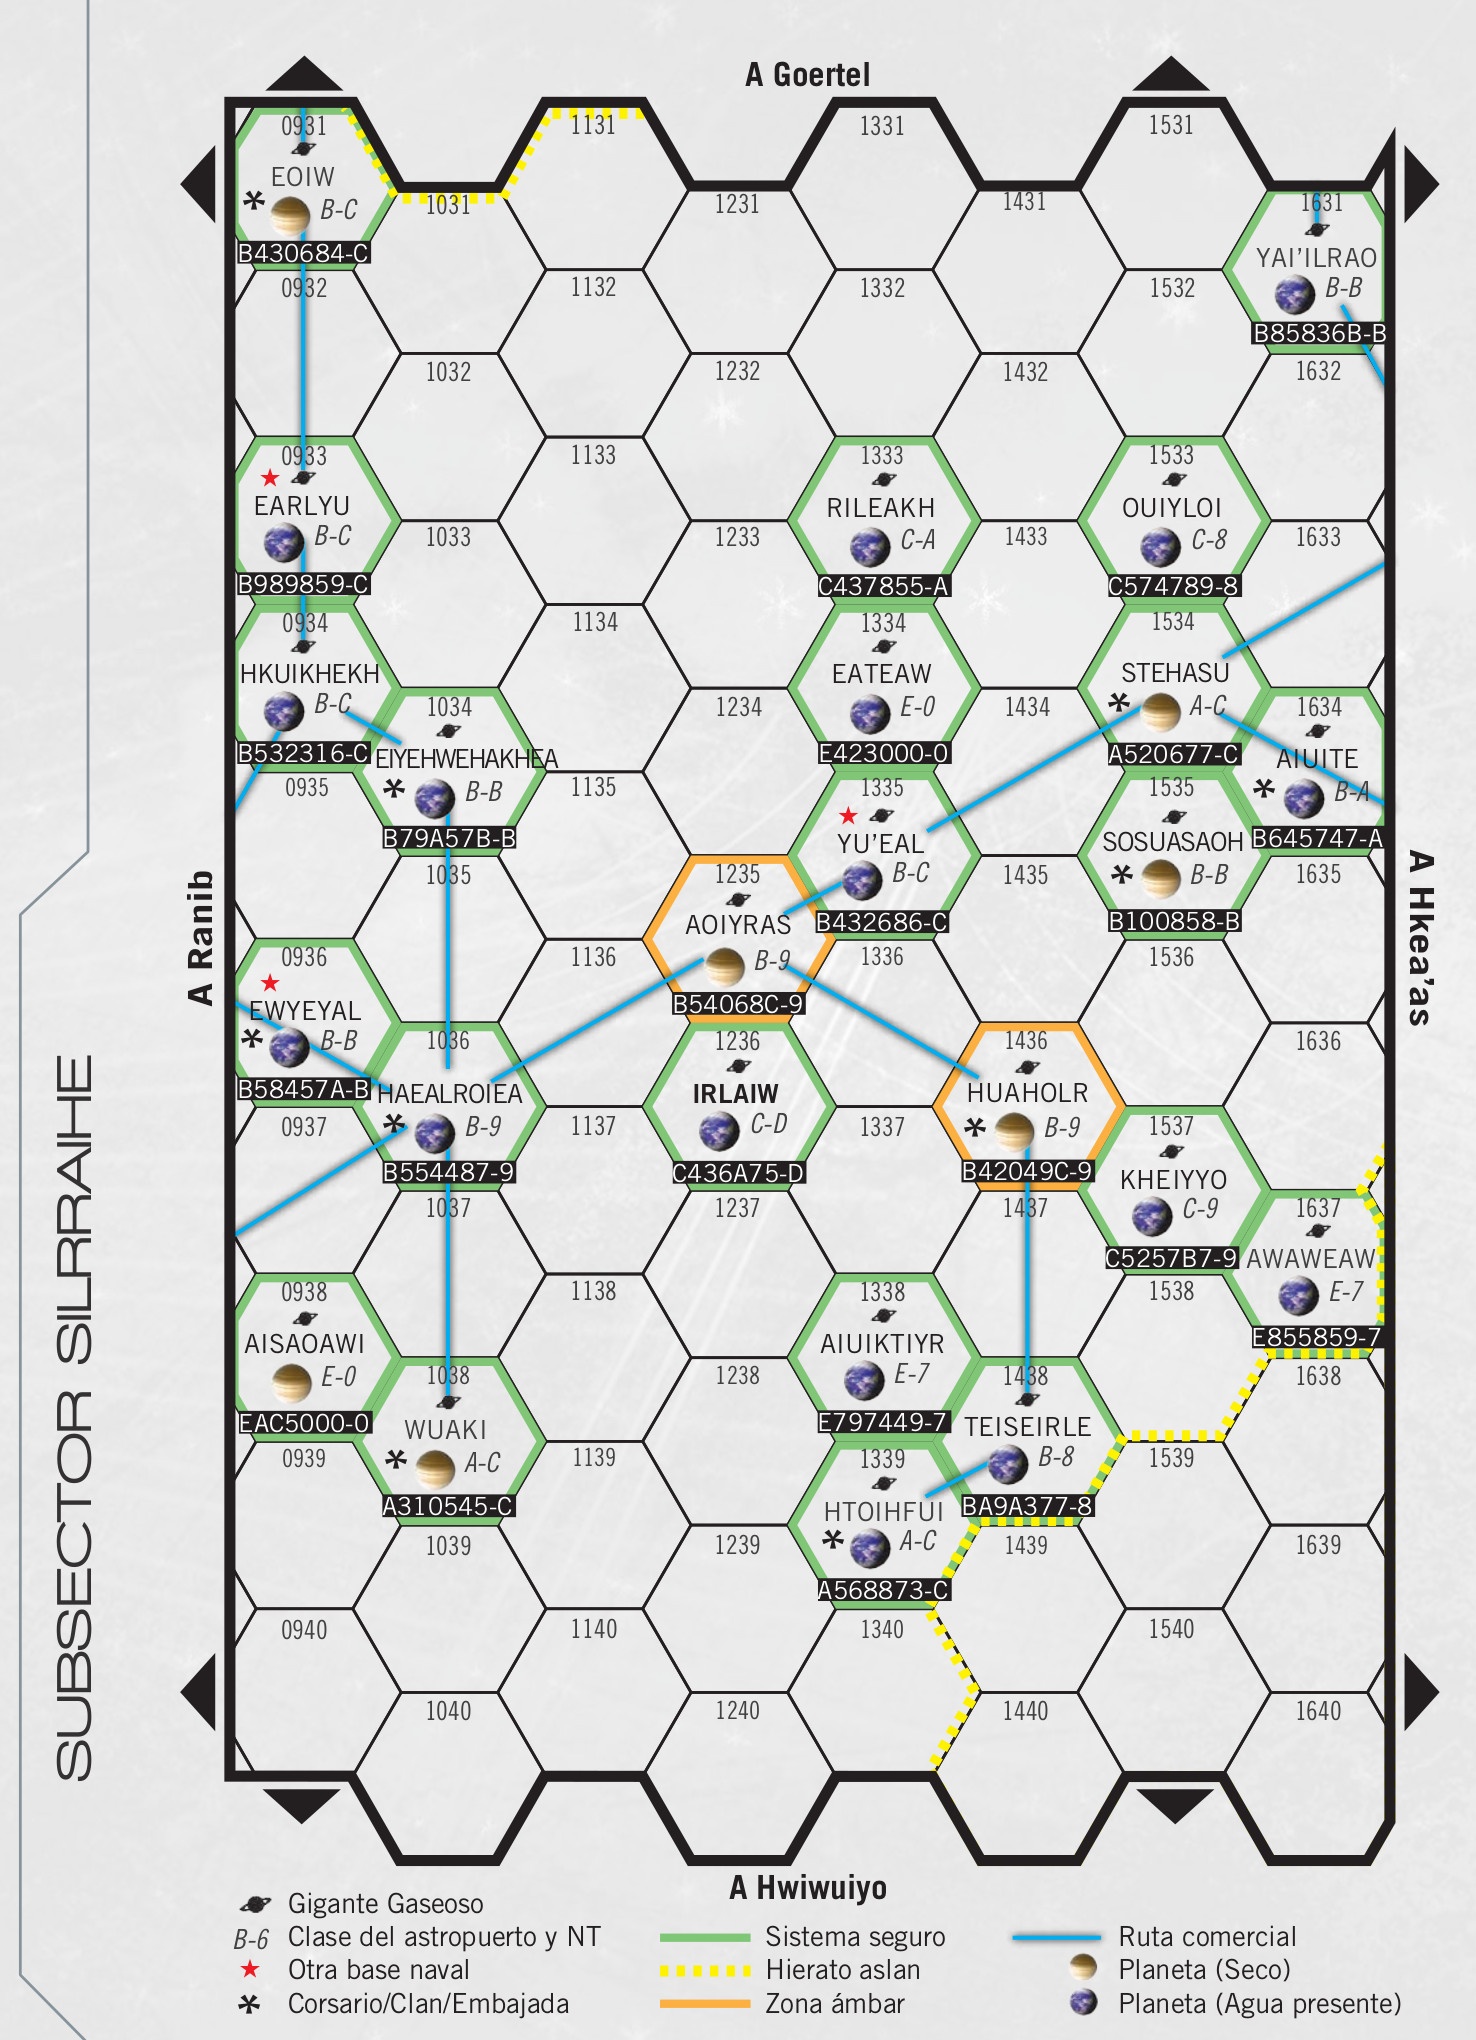 A Goertel
0931
EOIW
B-C
B430684-C
1031
1131
1231
1331
1431
1531
1631
YAI'ILRAO
B-B
B85836B-B
0932
1032
1132
1232
1332
1432
1532
1632
0933
EARLYU
B-C
B989859-C
1033
1133
1233
1333
RILEAKH
C-A
C437855-A
1433
1533
OUIYLOI
C-8
C574789-8
1633
0934
HKUIKHEKH
B-C
B532316-C
1034
EIYEHWEHAKHEA
B-B
B79A57B-B
1134
1234
1334
EATEAW
E-0
E423000-0
1434
1534
STEHASU
A-C
A520677-C
1634
AIUITE
B-A
B645747-A
0935
1035
1135
1235
AOIYRAS
B-9
B54068C-9
1335
YU'EAL
B-C
B432686-C
1435
1535
SOSUASAOH
B-B
B100858-B
1635
A Ranib
A Hkea'as
0936
EWYEYAL
B-B
B58457A-B
1036
HAEALROIEA
B-9
B554487-9
1136
1236
IRLAIW
C-D
C436A75-D
1336
1436
HUAHOLR
B-9
B42049C-9
1536
1636
0937
1037
1137
1237
1337
1437
1537
KHEIYYO
C-9
C5257B7-9
1637
AWAWEAW
E-7
E855859-7
0938
AISAOAWI
E-0
EAC5000-0
1038
WUAKI
A-C
A310545-C
1138
1238
1338
AIUIKTIYR
E-7
E797449-7
1438
TEISEIRLE
B-8
BA9A377-8
1538
1638
0939
1039
1139
1239
1339
HTOIHFUI
A-C
A568873-C
1439
1539
1639
0940
1040
1140
1240
1340
1440
1540
1640
SUBSECTOR SILRRAIHE
A Hwiwuiyo
Gigante Gaseoso
B-6 Clase del astropuerto y NT
Otra base naval
Corsario/Clan/Embajada
Sistema seguro
Hierato aslan
Zona ámbar
Ruta comercial
Planeta (Seco)
Planeta (Agua presente)